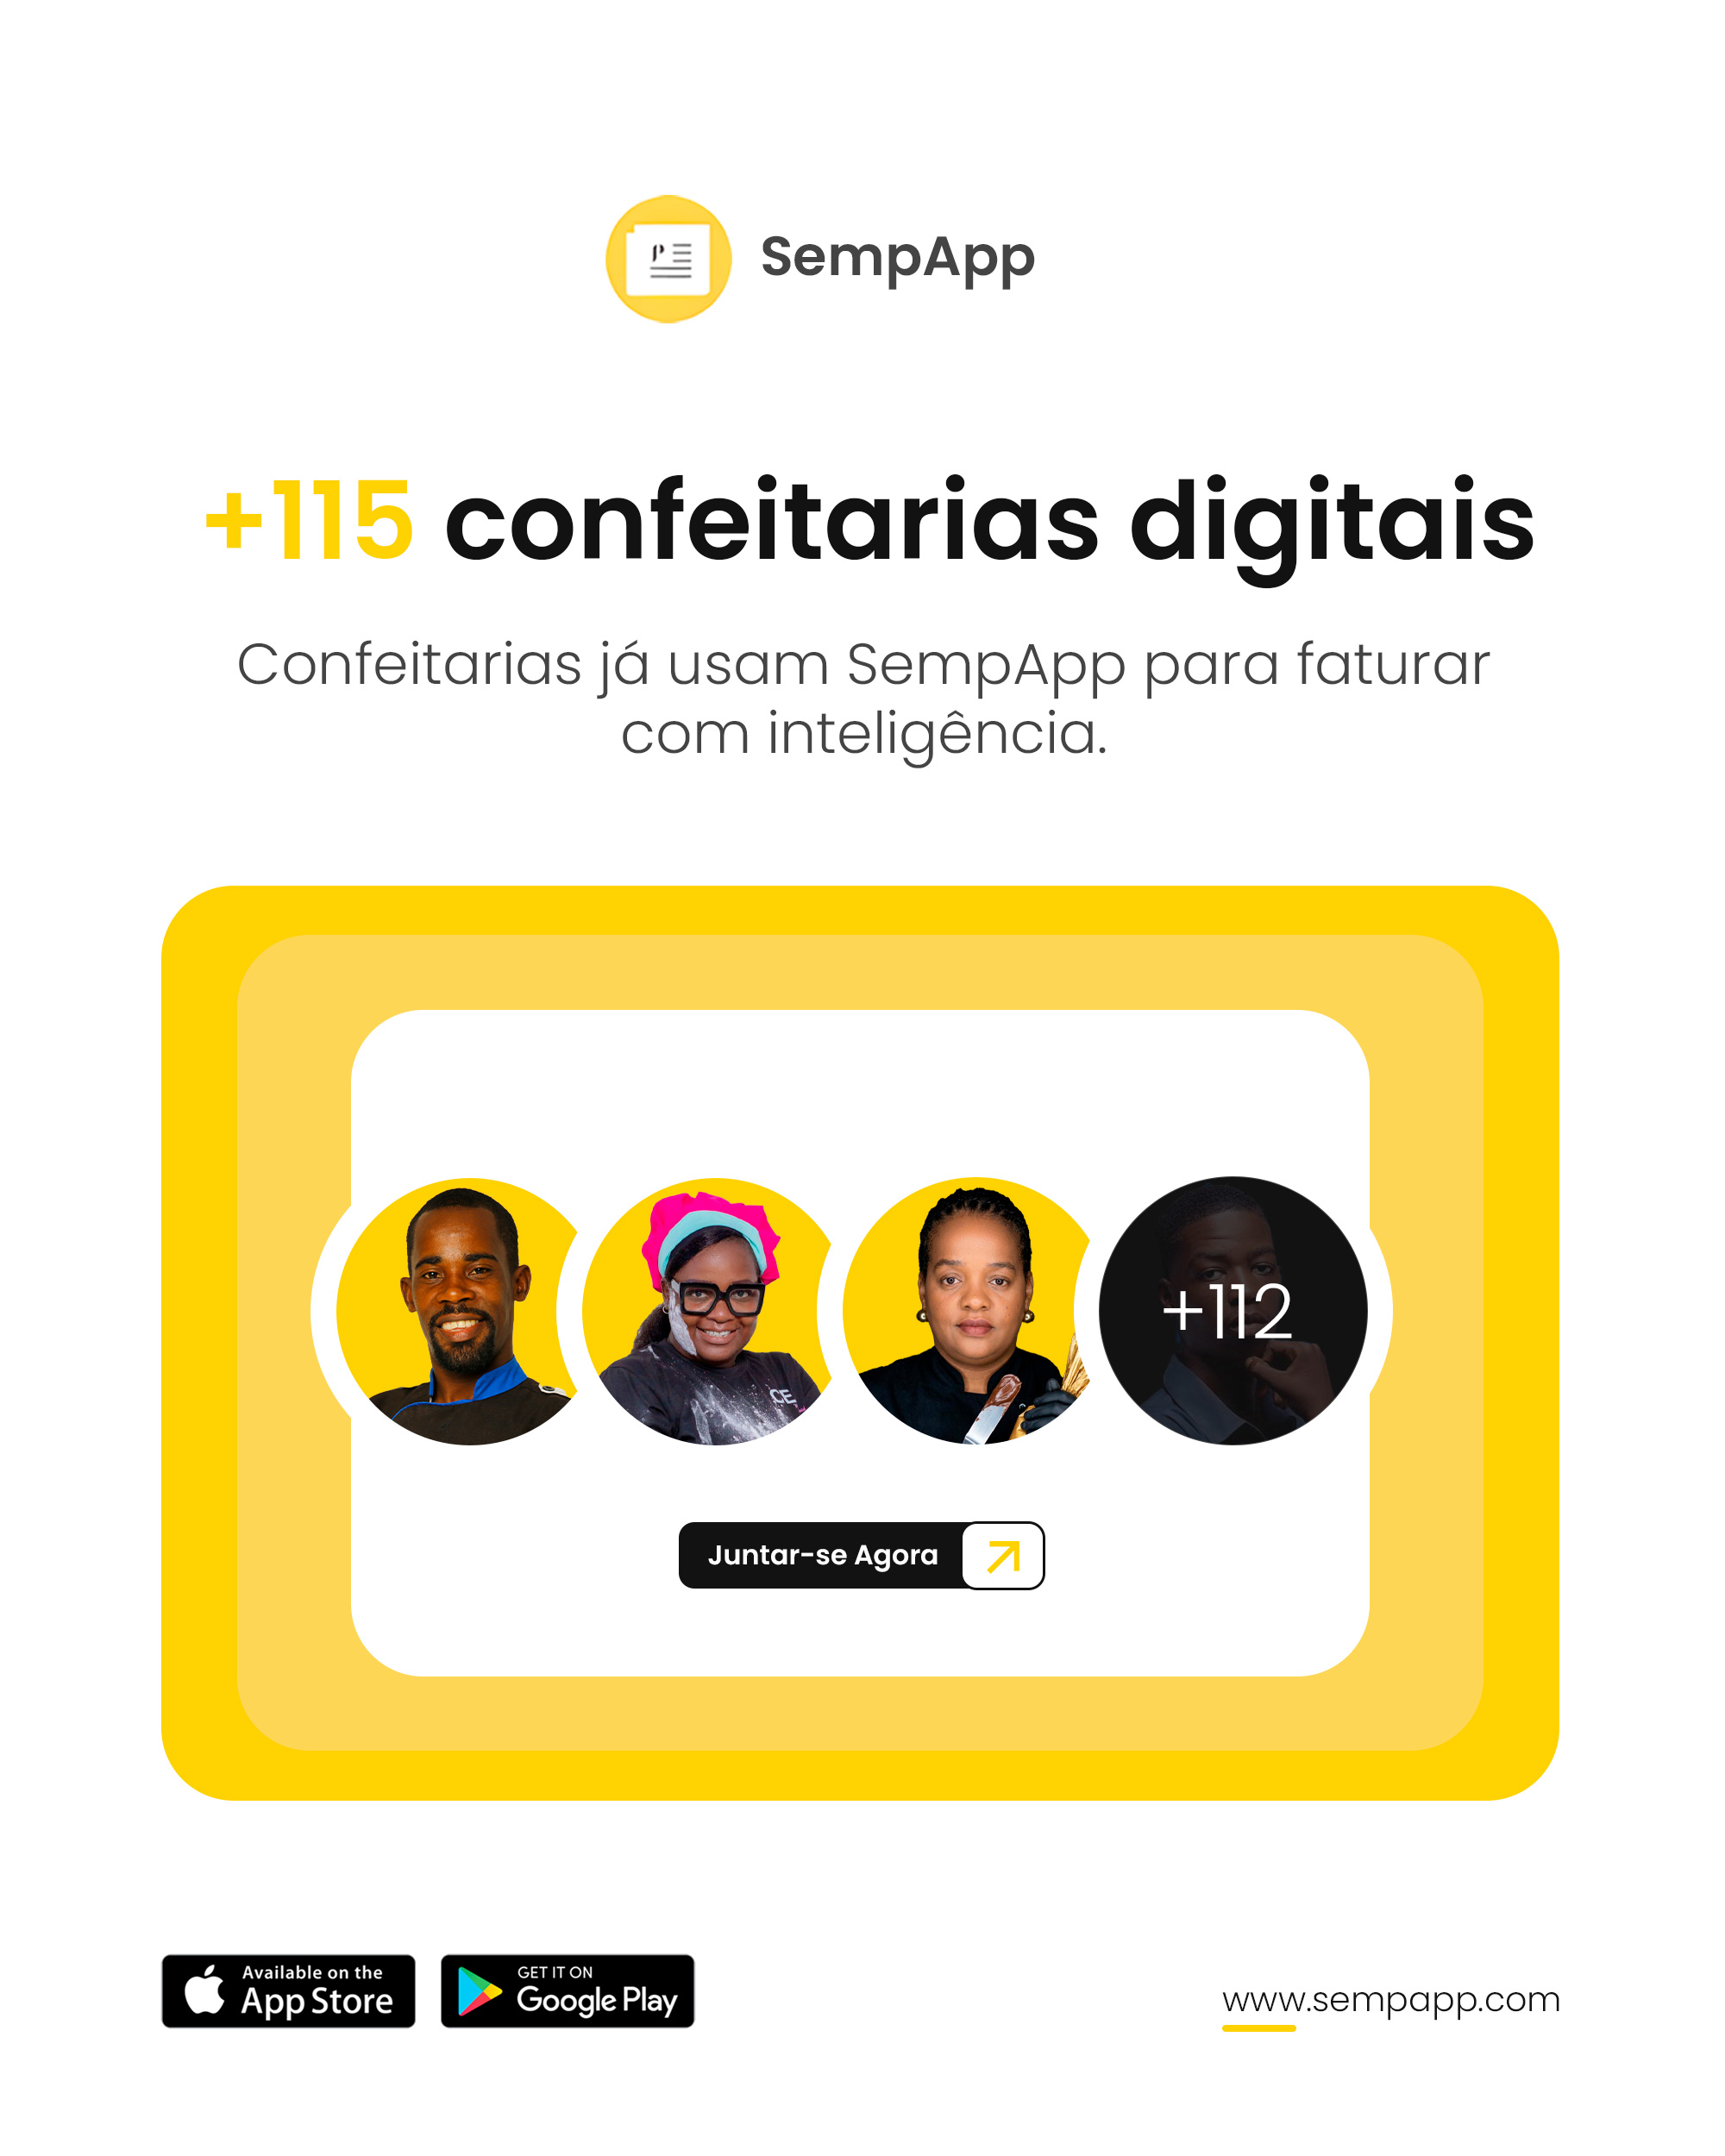 SempApp
+115 confeitarias digitais
Confeitarias já usam SempApp para faturar
com inteligência.
CE
+112
Juntar-se Agora
Available on the
App Store
GET IT ON
Google Play
www.sempapp.com